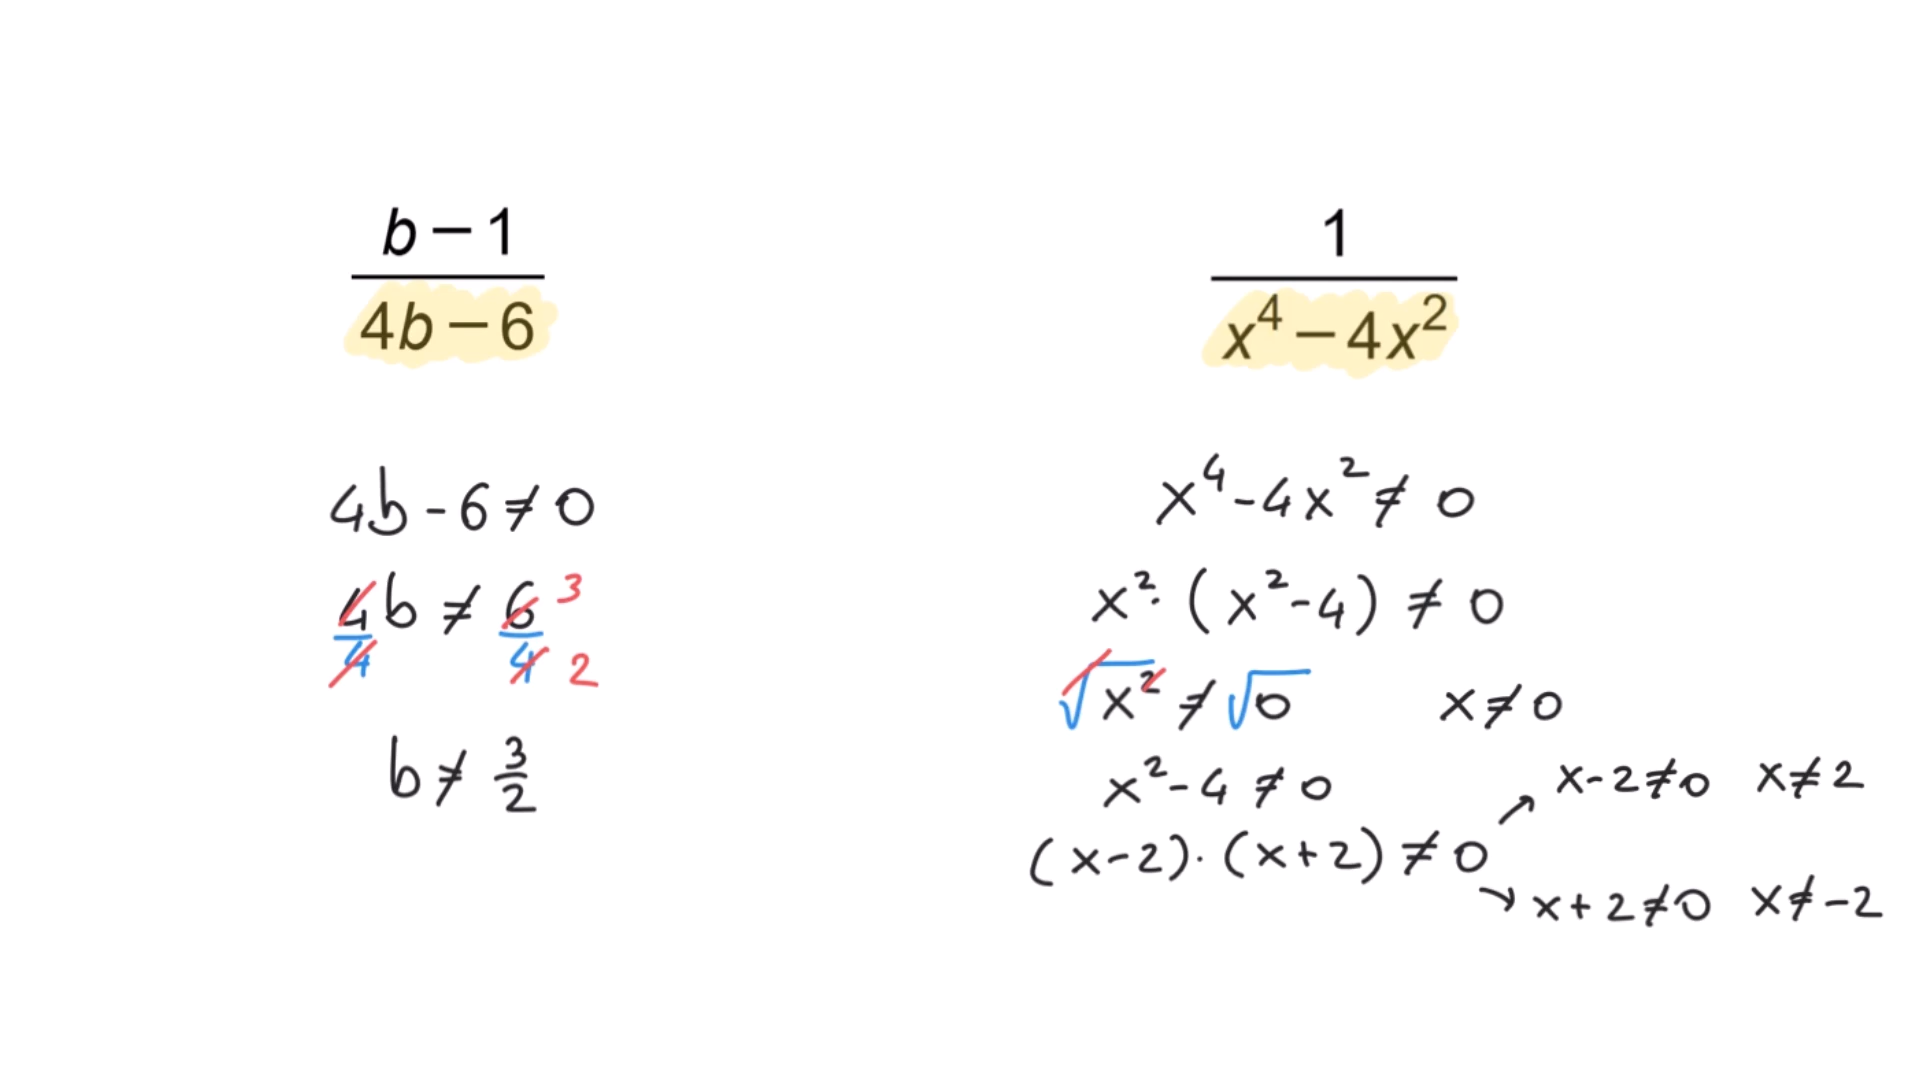 b − 1
4b − 6
4b - 6 ≠ 0
4b ≠ 6 3
4 4 2
b ≠ 3/2
1
x⁴ − 4x²
x⁴ - 4x² ≠ 0
x² · (x² - 4) ≠ 0
√x² ≠ √0 x ≠ 0
x² - 4 ≠ 0
(x - 2) · (x + 2) ≠ 0
x - 2 ≠ 0 x ≠ 2
x + 2 ≠ 0 x ≠ -2